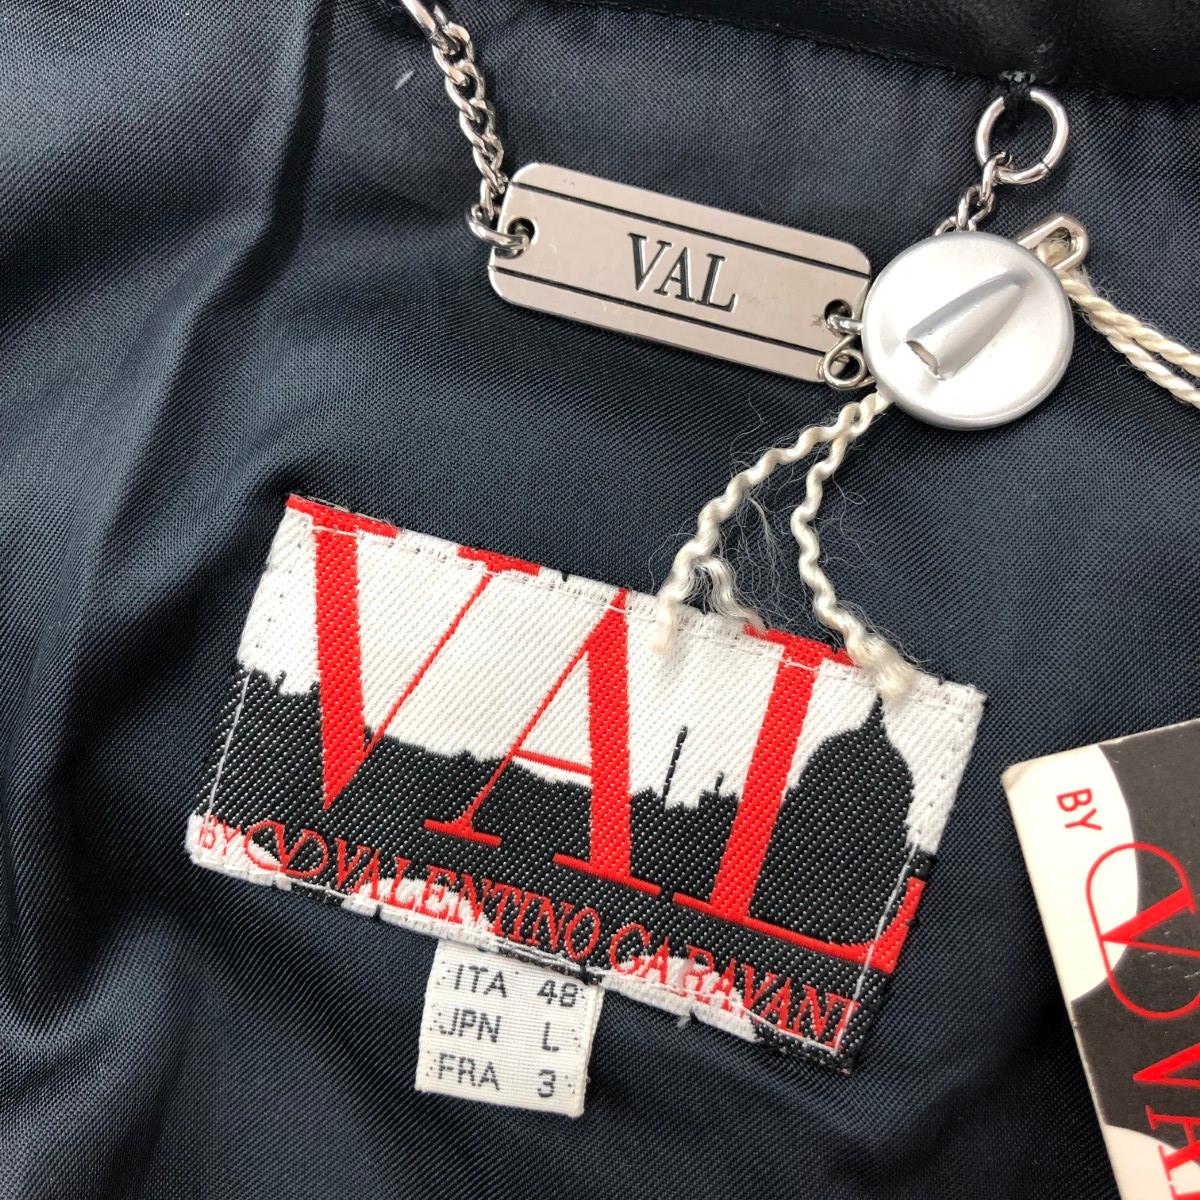 VAL
VAL
BY VALENTINO GARAVANI
ITA 48
JPN L
FRA 3
BY